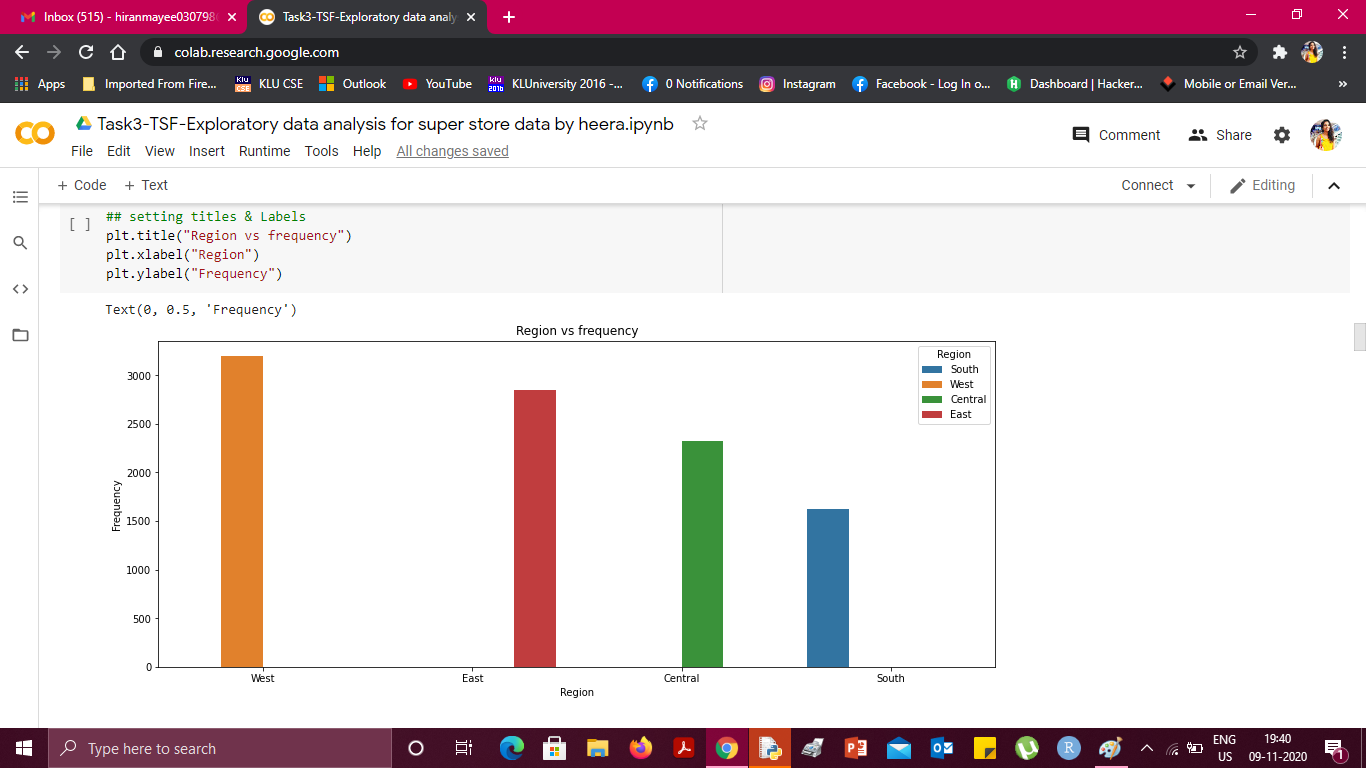 Inbox (515) - hiranmayee030798
Task3-TSF-Exploratory data analy
colab.research.google.com
Apps
Imported From Fire...
KLU CSE
Outlook
YouTube
KLUniversity 2016 -...
0 Notifications
Instagram
Facebook - Log In o...
Dashboard | Hacker...
Mobile or Email Ver...
Task3-TSF-Exploratory data analysis for super store data by heera.ipynb
Comment
Share
File Edit View Insert Runtime Tools Help All changes saved
+ Code + Text
Connect
Editing
[ ]
## setting titles & Labels
plt.title("Region vs frequency")
plt.xlabel("Region")
plt.ylabel("Frequency")
Text(0, 0.5, 'Frequency')
Region vs frequency
Region
South
West
Central
East
3000
2500
2000
1500
1000
500
0
Frequency
West East Central South
Region
Type here to search
ENG
US
19:40
09-11-2020
1